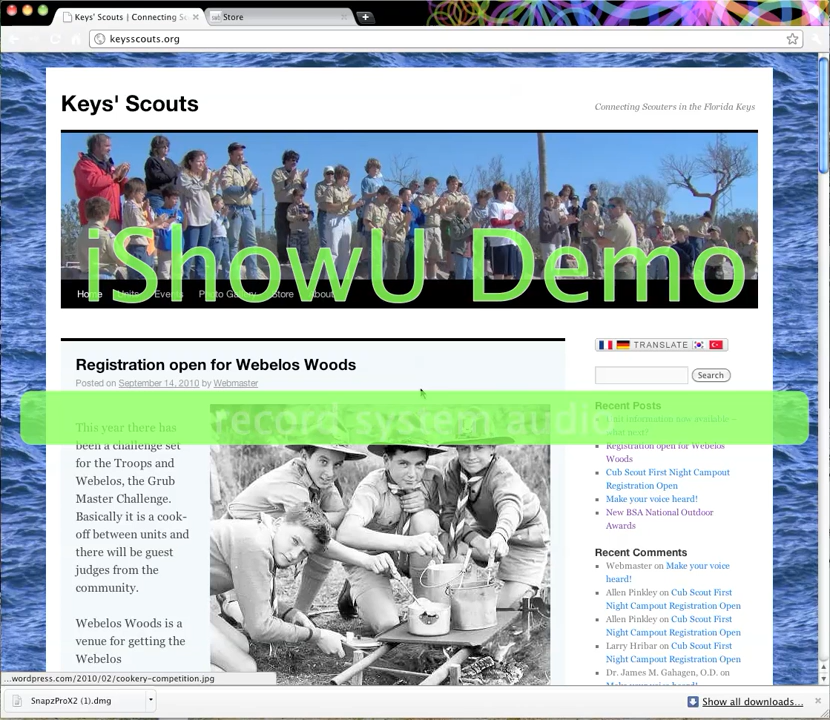 Keys' Scouts | Connecting Sc
Store
keysscouts.org
Keys' Scouts
Connecting Scouters in the Florida Keys
iShowU Demo
Home Units Events Photo Gallery Store About
Registration open for Webelos Woods
Posted on September 14, 2010 by Webmaster
record system audio
This year there has
been a challenge set
for the Troops and
Webelos, the Grub
Master Challenge.
Basically it is a cook-
off between units and
there will be guest
judges from the
community.
Webelos Woods is a
venue for getting the
Webelos
TRANSLATE
Search
Recent Posts
Unit information now available –
what next?
Registration open for Webelos
Woods
Cub Scout First Night Campout
Registration Open
Make your voice heard!
New BSA National Outdoor
Awards
Recent Comments
Webmaster on Make your voice
heard!
Allen Pinkley on Cub Scout First
Night Campout Registration Open
Allen Pinkley on Cub Scout First
Night Campout Registration Open
Larry Hribar on Cub Scout First
Night Campout Registration Open
Dr. James M. Gahagen, O.D. on
...wordpress.com/2010/02/cookery-competition.jpg
SnapzProX2 (1).dmg
Show all downloads...